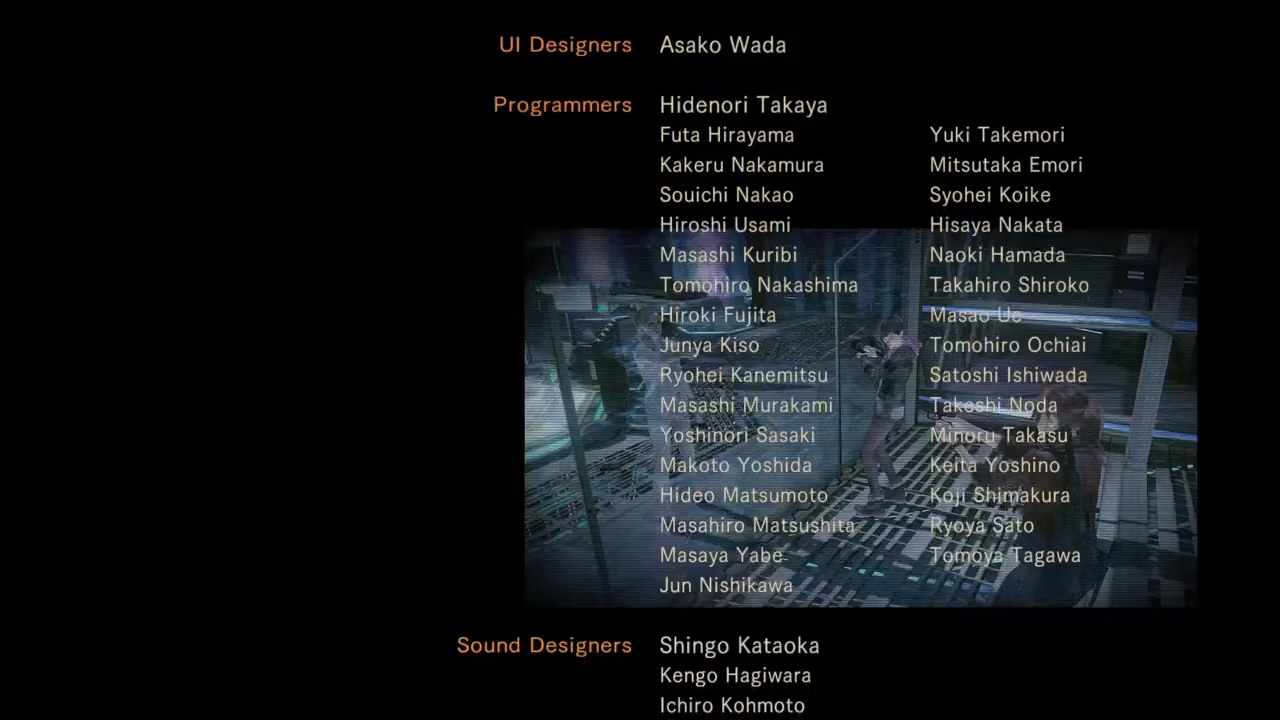 UI Designers Asako Wada
Programmers Hidenori Takaya
Futa Hirayama Yuki Takemori
Kakeru Nakamura Mitsutaka Emori
Souichi Nakao Syohei Koike
Hiroshi Usami Hisaya Nakata
Masashi Kuribi Naoki Hamada
Tomohiro Nakashima Takahiro Shiroko
Hiroki Fujita Masao Ue
Junya Kiso Tomohiro Ochiai
Ryohei Kanemitsu Satoshi Ishiwada
Masashi Murakami Takeshi Noda
Yoshinori Sasaki Minoru Takasu
Makoto Yoshida Keita Yoshino
Hideo Matsumoto Koji Shimakura
Masahiro Matsushita Ryoya Sato
Masaya Yabe Tomoya Tagawa
Jun Nishikawa
Sound Designers Shingo Kataoka
Kengo Hagiwara
Ichiro Kohmoto